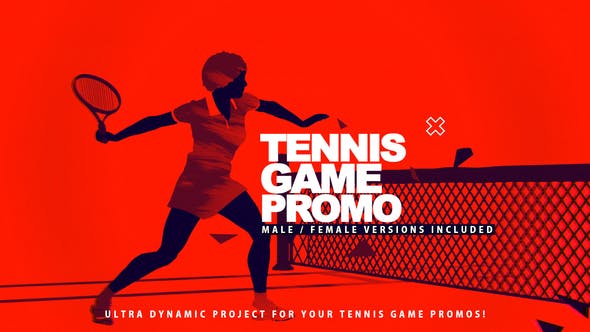 TENNIS
GAME
PROMO
MALE / FEMALE VERSIONS INCLUDED
ULTRA DYNAMIC PROJECT FOR YOUR TENNIS GAME PROMOS!